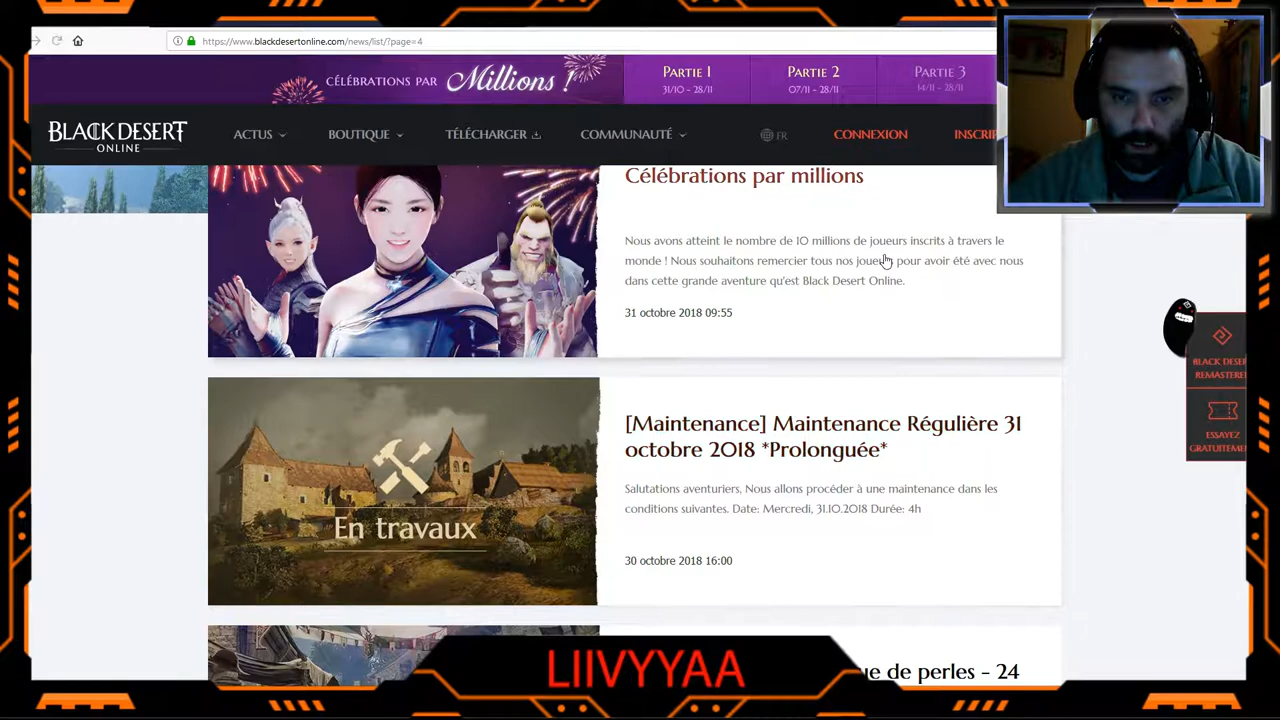 https://www.blackdesertonline.com/news/list/?page=4
CÉLÉBRATIONS PAR Millions !
PARTIE 1
31/10 - 28/11
PARTIE 2
07/11 - 28/11
PARTIE 3
14/11 - 28/11
BLACK DESERT
ONLINE
ACTUS
BOUTIQUE
TÉLÉCHARGER
COMMUNAUTÉ
FR
CONNEXION
INSCRIP
Célébrations par millions
Nous avons atteint le nombre de 10 millions de joueurs inscrits à travers le
monde ! Nous souhaitons remercier tous nos joueurs pour avoir été avec nous
dans cette grande aventure qu'est Black Desert Online.
31 octobre 2018 09:55
BLACK DESER
REMASTERE
ESSAYEZ
GRATUITEME
En travaux
[Maintenance] Maintenance Régulière 31
octobre 2018 *Prolonguée*
Salutations aventuriers, Nous allons procéder à une maintenance dans les
conditions suivantes. Date: Mercredi, 31.10.2018 Durée: 4h
30 octobre 2018 16:00
ue de perles - 24
LIIVYYAA